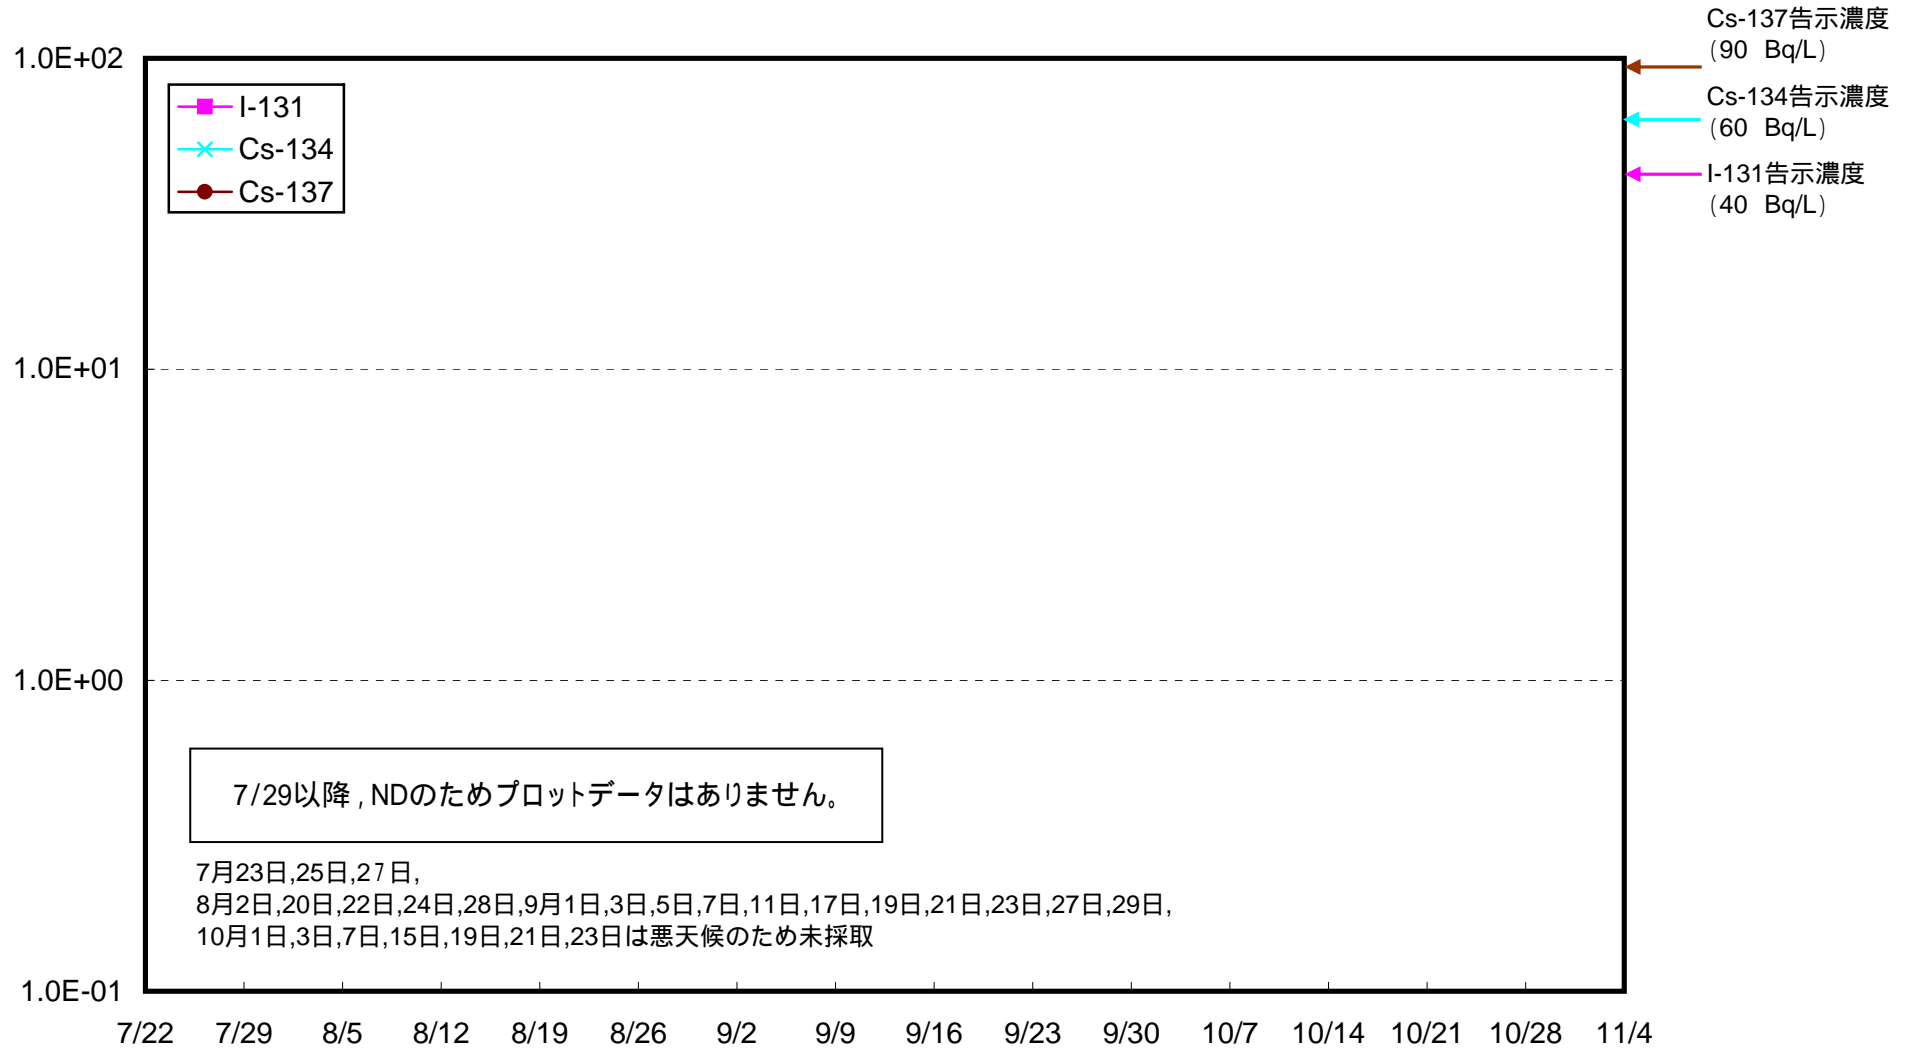 Cs-137告示濃度
(90 Bq/L)
1.0E+02
I-131
Cs-134告示濃度
(60 Bq/L)
Cs-134
I-131告示濃度
(40 Bq/L)
Cs-137
1.0E+01
1.0E+00
7/29以降,NDのためプロットデータはありません。
7月23日,25日,27日,
8月2日,20日,22日,24日,28日,9月1日,3日,5日,7日,11日,17日,19日,21日,23日,27日,29日,
10月1日,3日,7日,15日,19日,21日,23日は悪天候のため未採取
1.0E-01
7/22 7/29 8/5 8/12 8/19 8/26 9/2 9/9 9/16 9/23 9/30 10/7 10/14 10/21 10/28 11/4